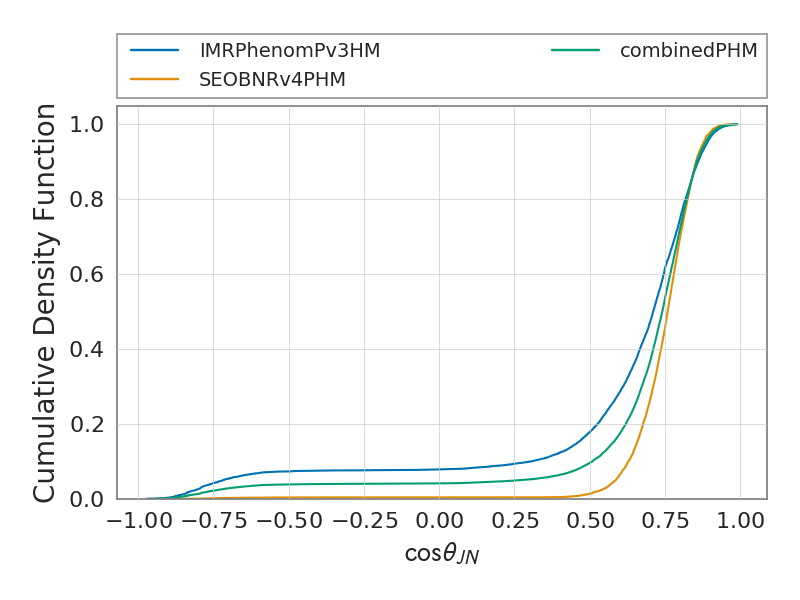 IMRPhenomPv3HM combinedPHM
SEOBNRv4PHM
Cumulative Density Function
1.0
0.8
0.6
0.4
0.2
0.0
−1.00 −0.75 −0.50 −0.25 0.00 0.25 0.50 0.75 1.00
cosθJN